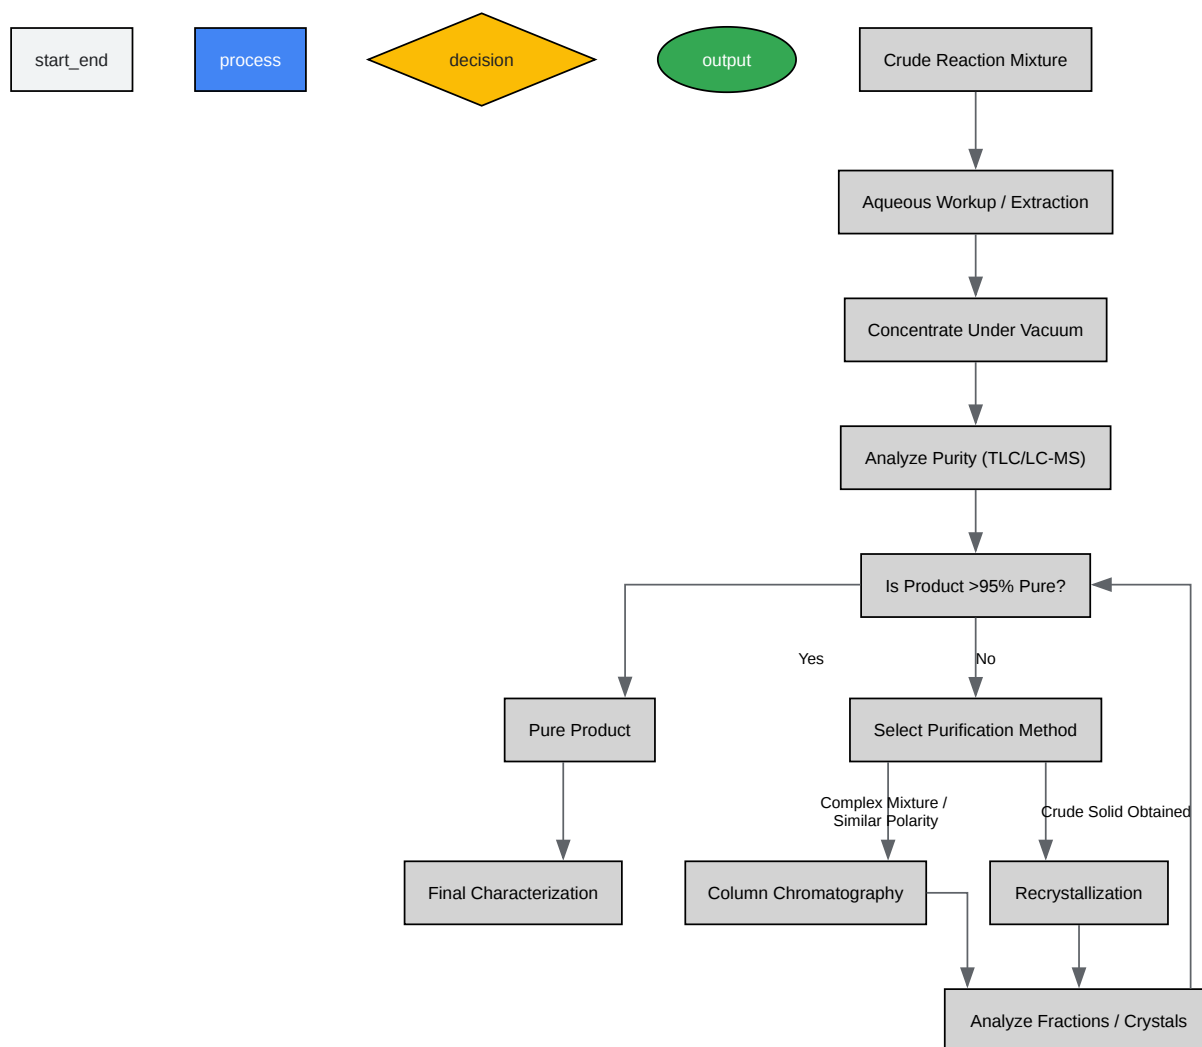 start_end
process
decision
output
Crude Reaction Mixture
Aqueous Workup / Extraction
Concentrate Under Vacuum
Analyze Purity (TLC/LC-MS)
Is Product >95% Pure?
Yes
No
Pure Product
Select Purification Method
Complex Mixture /
Similar Polarity
Crude Solid Obtained
Final Characterization
Column Chromatography
Recrystallization
Analyze Fractions / Crystals